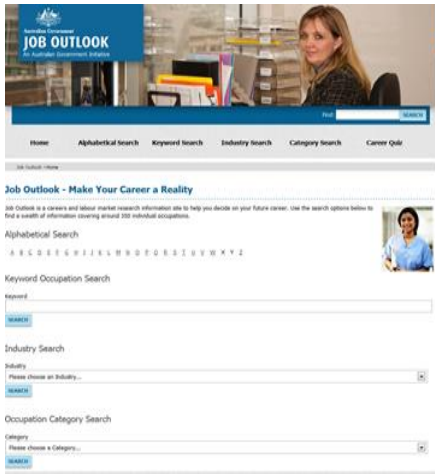 Australian Government
JOB OUTLOOK
An Australian Government Initiative
Find
SEARCH
Home Alphabetical Search Keyword Search Industry Search Category Search Career Quiz
Job Outlook > Home
Job Outlook - Make Your Career a Reality
Job Outlook is a careers and labour market research information site to help you decide on your future career. Use the search options below to
find a wealth of information covering around 350 individual occupations.
Alphabetical Search
A B C D E F G H I J K L M N O P Q R S T U V W X Y Z
Keyword Occupation Search
Keyword
SEARCH
Industry Search
Industry
Please choose an Industry...
SEARCH
Occupation Category Search
Category
Please choose a Category...
SEARCH